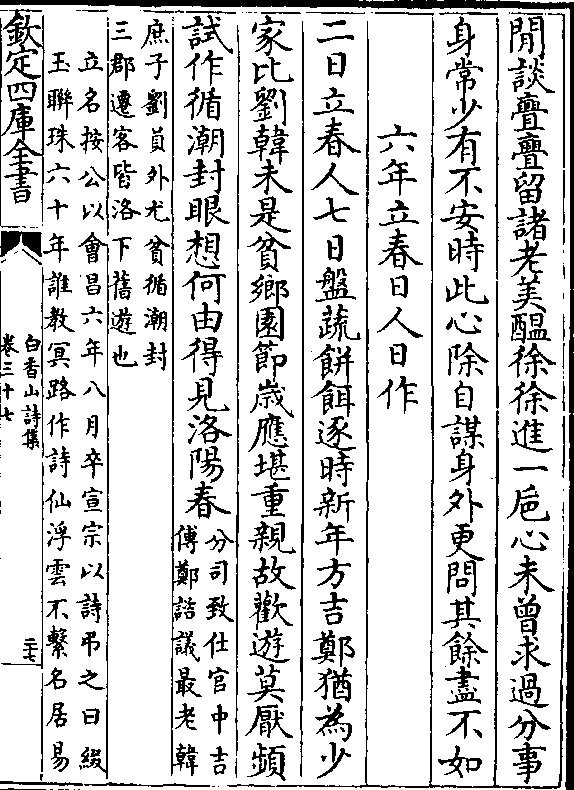 閒談亹亹留諸老美醖徐徐進一巵心未曾求過分事
身常少有不安時此心除自謀身外更問其餘盡不如
六年立春日人日作
二日立春人七日盤蔬餅餌逐時新年方吉鄭猶為少
家比劉韓未是貧鄉園節歳應堪重親故歡遊莫厭頻
試作循潮封眼想何由得見洛陽春
分司致仕官中吉
傅鄭諮議最老韓
庶子劉員外尤貧循潮封
三郡遷客皆洛下舊遊也
立名按公以會昌六年八月卒宣宗以詩弔之曰綴
玉聯珠六十年誰教冥路作詩仙浮雲不繫名居易
欽定四庫全書
白香山詩集
卷三十七
三七